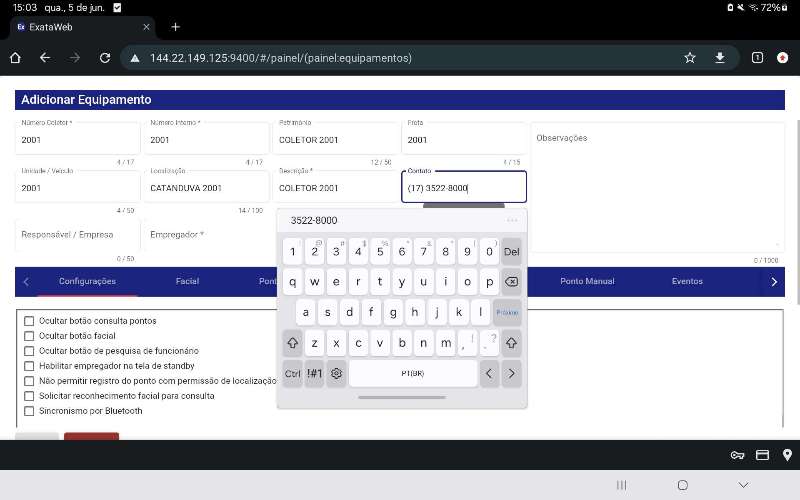 15:03 qua., 5 de jun. 72%
ExataWeb
144.22.149.125:9400/#/painel/(painel:equipamentos)
1
Adicionar Equipamento
Número Coletor *
2001
4 / 17
Número Interno *
2001
4 / 17
Patrimônio
COLETOR 2001
12 / 50
Frota
2001
4 / 15
Observações
0 / 1000
Unidade / Veículo
2001
4 / 50
Localização
CATANDUVA 2001
14 / 100
Descrição *
COLETOR 2001
Contato
(17) 3522-8000
Responsável / Empresa
0 / 50
Empregador *
Configurações Facial Pont Ponto Manual Eventos
Ocultar botão consulta pontos
Ocultar botão facial
Ocultar botão de pesquisa de funcionário
Habilitar empregador na tela de standby
Não permitir registro do ponto com permissão de localização
Solicitar reconhecimento facial para consulta
Sincronismo por Bluetooth
3522-8000 ...
1 2 3 4 5 6 7 8 9 0 Del
q w e r t y u i o p
a s d f g h j k l Próximo
z x c v b n m , ! . ?
Ctrl !#1 PT(BR) < >